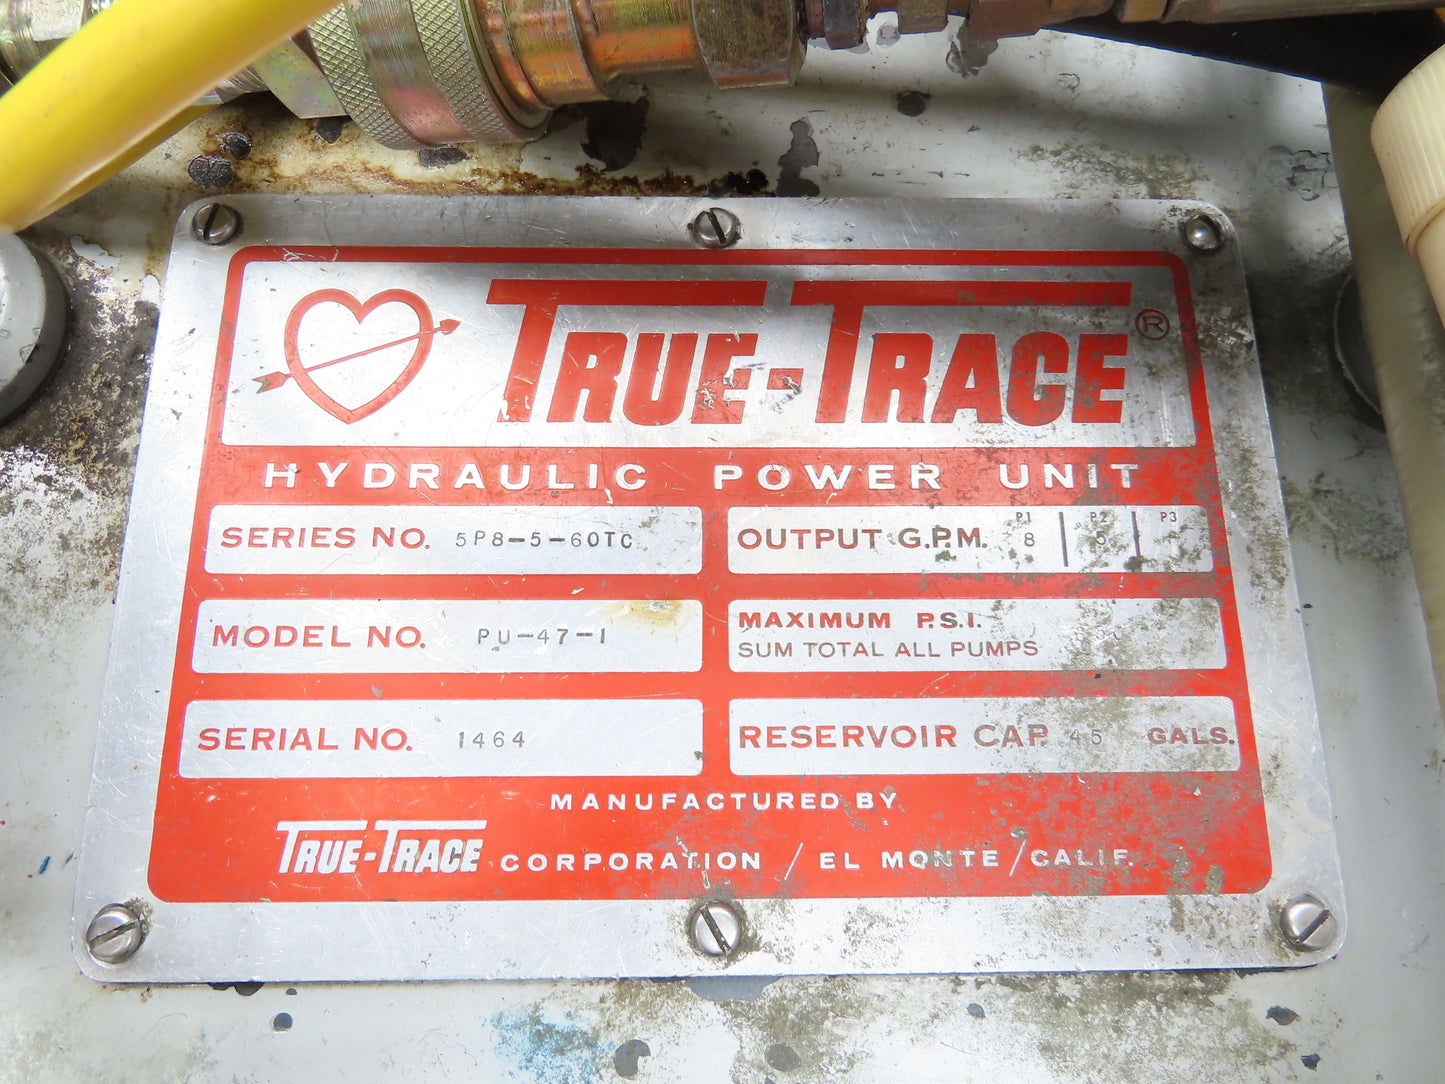 TRUE-TRACE ®
HYDRAULIC POWER UNIT
SERIES NO. 5P8-5-60TC
OUTPUT G.P.M. P1 8 P2 5 P3
MODEL NO. PU-47-1
MAXIMUM P.S.I.
SUM TOTAL ALL PUMPS
SERIAL NO. 1464
RESERVOIR CAP. 45 GALS.
MANUFACTURED BY
TRUE-TRACE CORPORATION / EL MONTE / CALIF.